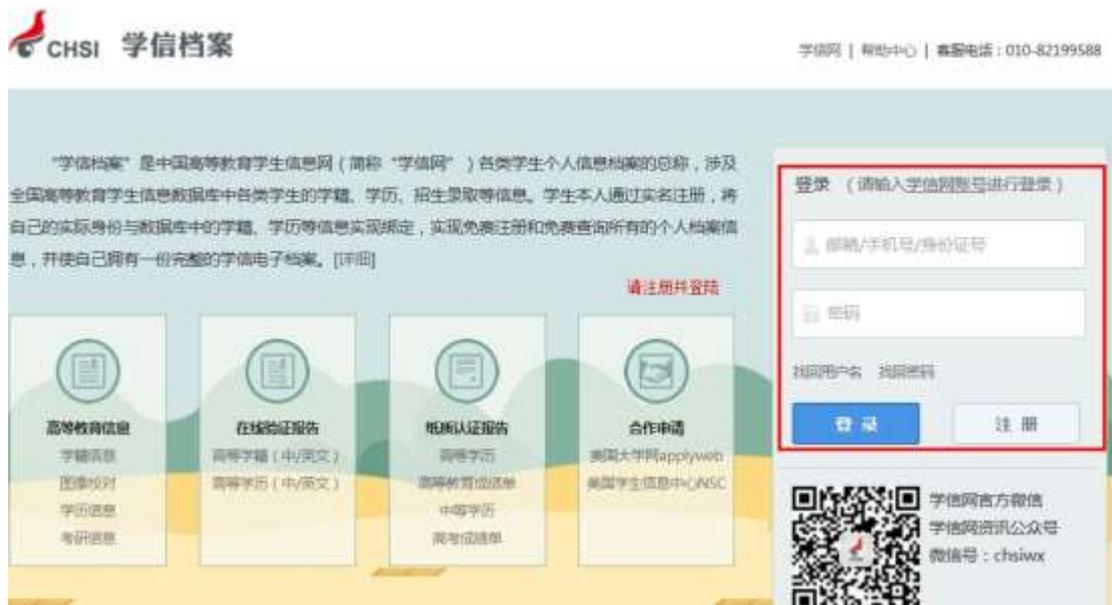 CHSI 学信档案
学信网 | 帮助中心 | 客服电话：010-82199588
“学信档案”是中国高等教育学生信息网（简称“学信网”）各类学生个人信息档案的总称，涉及
全国高等教育学生信息数据库中各类学生的学籍、学历、招生录取等信息。学生本人通过实名注册，将
自己的实际身份与数据库中的学籍、学历等信息实现绑定，实现免费注册和免费查询所有的个人档案信
息，并使自己拥有一份完整的学信电子档案。[详细]
请注册并登陆
高等教育信息
学籍信息
图像校对
学历信息
考研信息
在线验证报告
高等学籍（中/英文）
高等学历（中/英文）
纸质认证报告
高等学历
高等教育成绩单
中等学历
高考成绩单
合作申请
美国大学网applyweb
美国学生信息中心NSC
登录 （请输入学信网账号进行登录）
邮箱/手机号/身份证号
密码
找回用户名 找回密码
登 录
注 册
学信网官方微信
学信网资讯公众号
微信号：chsiwx